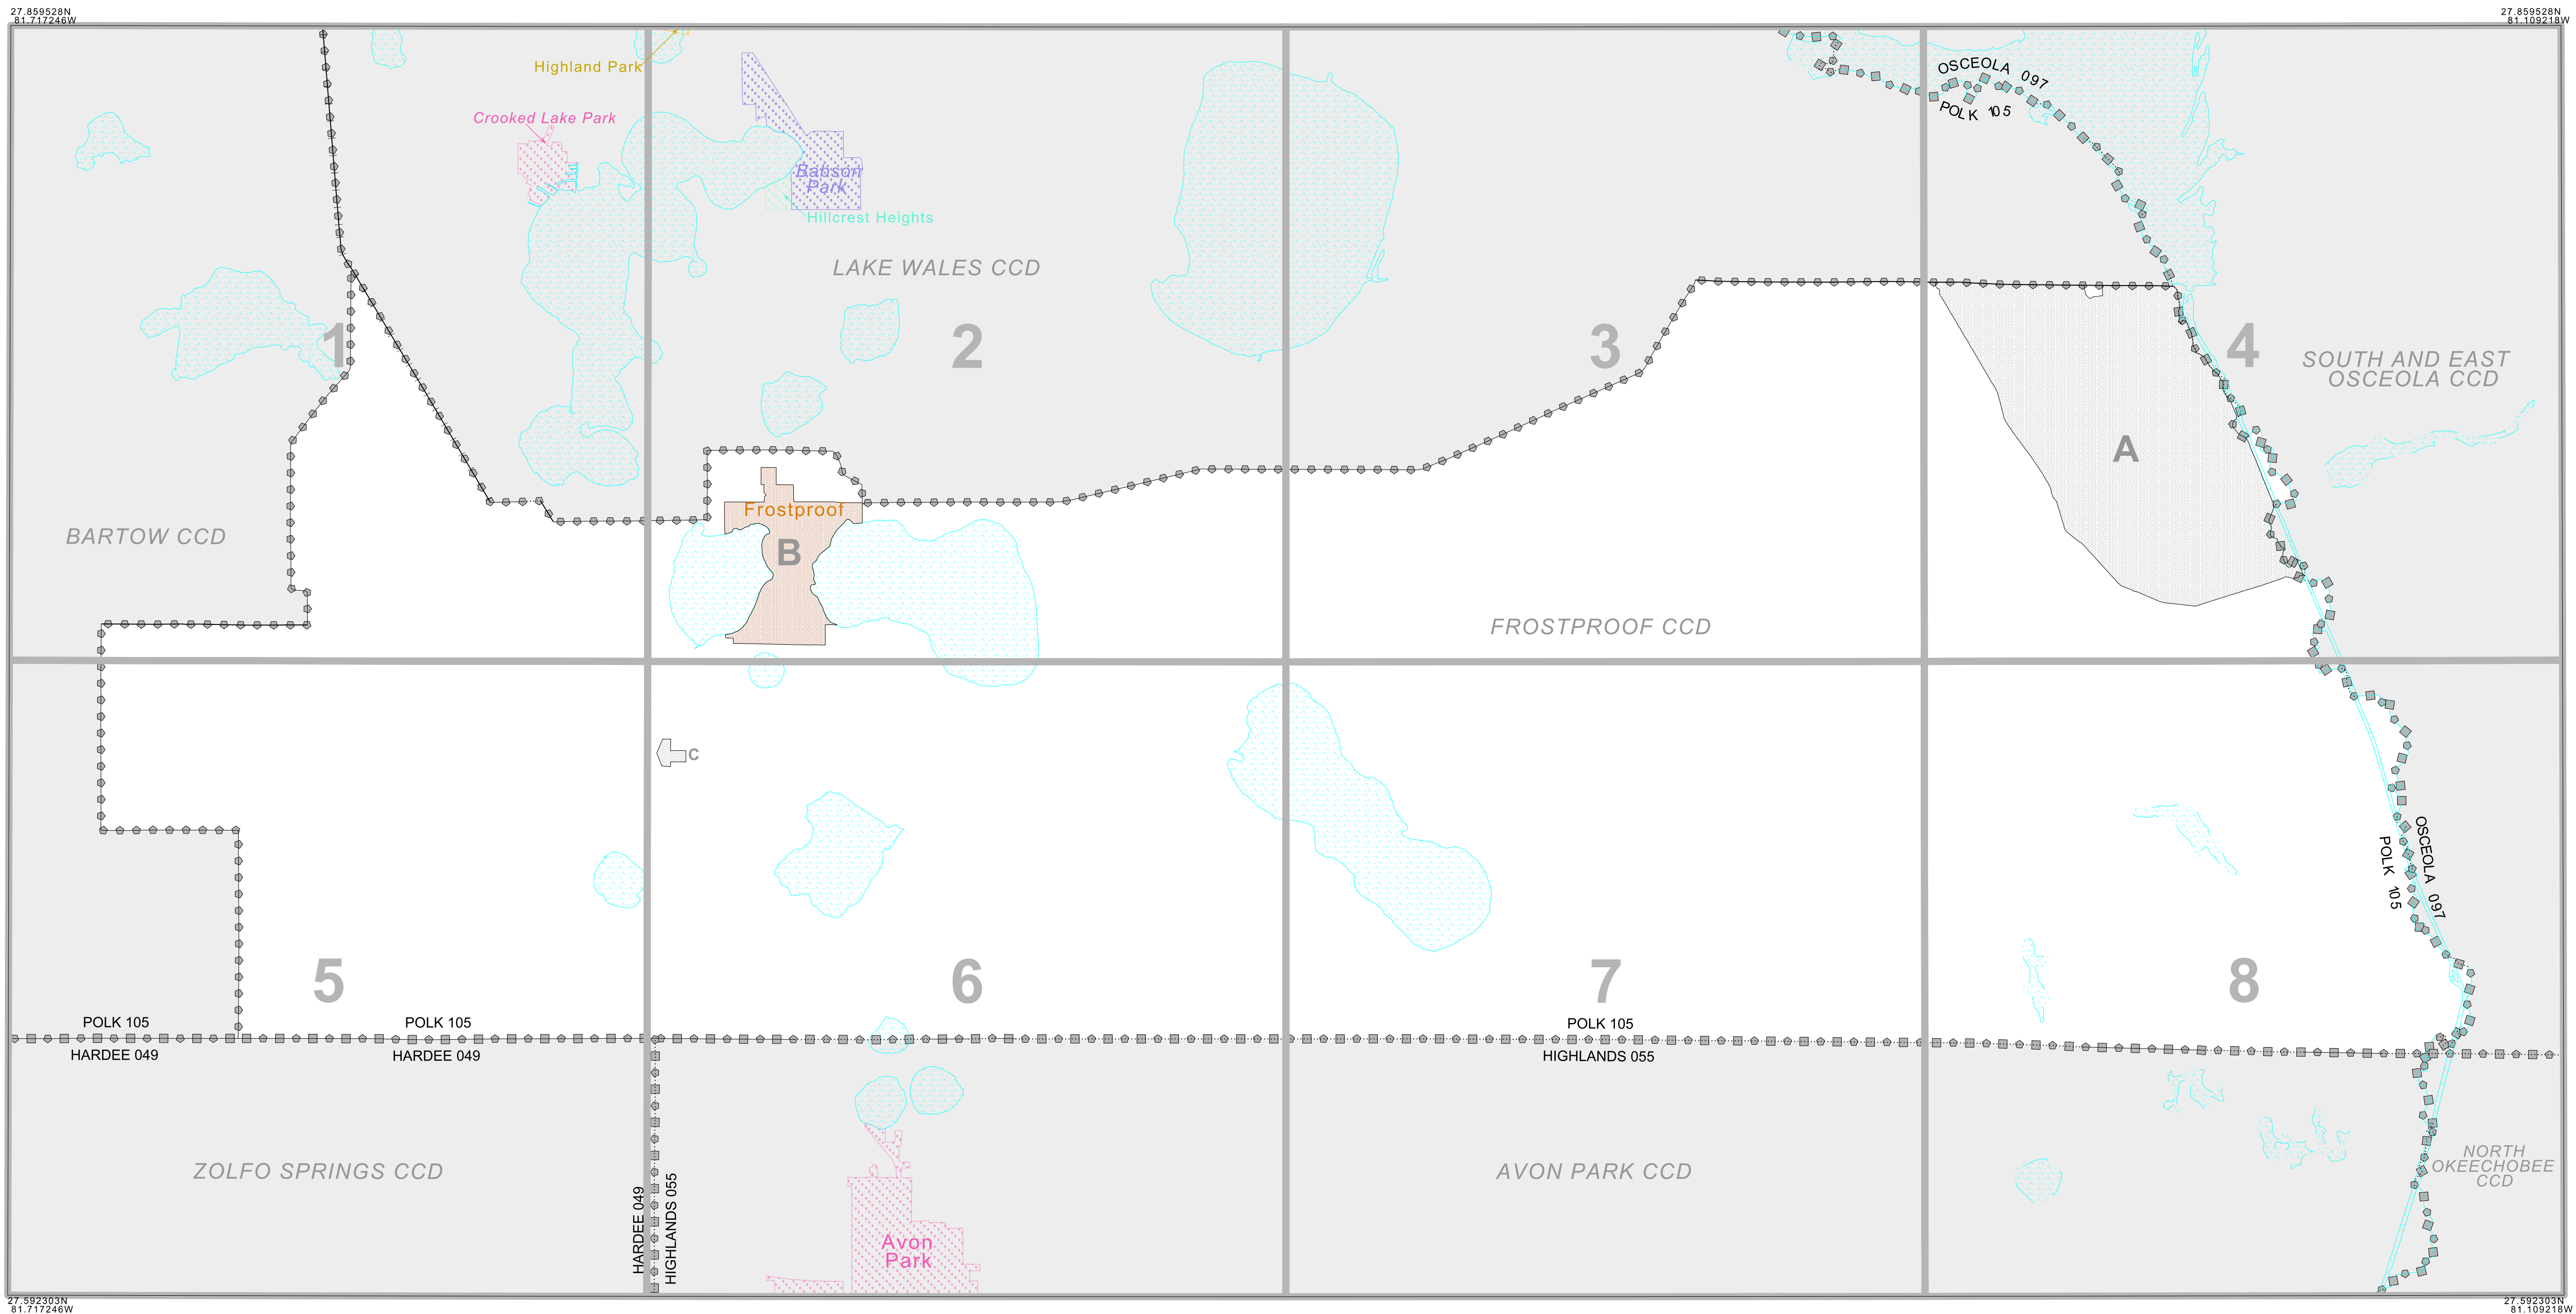 27.859528N
81.717246W
27.859528N
81.109218W
Highland Park
Crooked Lake Park
Babson
Park
Hillcrest Heights
OSCEOLA 097
POLK 105
LAKE WALES CCD
1
2
3
4
SOUTH AND EAST
OSCEOLA CCD
A
BARTOW CCD
Frostproof
B
FROSTPROOF CCD
C
OSCEOLA 097
POLK 105
5
6
7
8
POLK 105
HARDEE 049
POLK 105
HARDEE 049
POLK 105
HIGHLANDS 055
ZOLFO SPRINGS CCD
AVON PARK CCD
NORTH
OKEECHOBEE
CCD
HARDEE 049
HIGHLANDS 055
Avon
Park
27.592303N
81.717246W
27.592303N
81.109218W